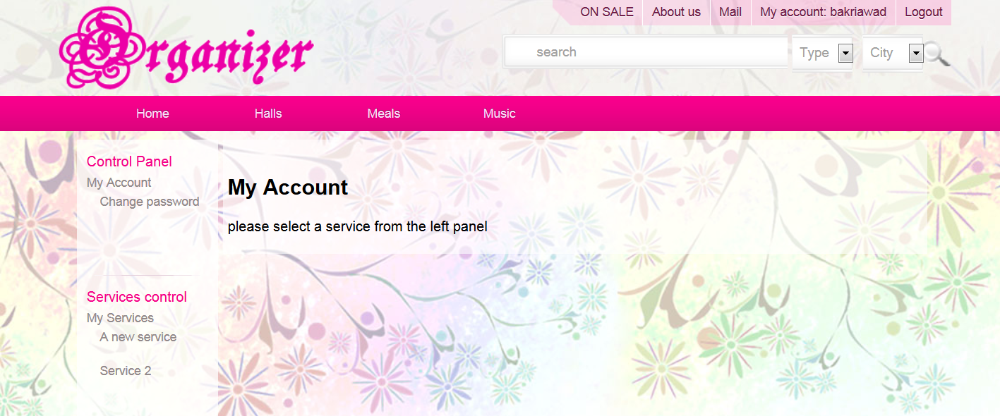 Organizer
ON SALE About us Mail My account: bakriawad Logout
search Type City
Home Halls Meals Music
Control Panel
My Account
Change password
Services control
My Services
A new service
Service 2
My Account
please select a service from the left panel